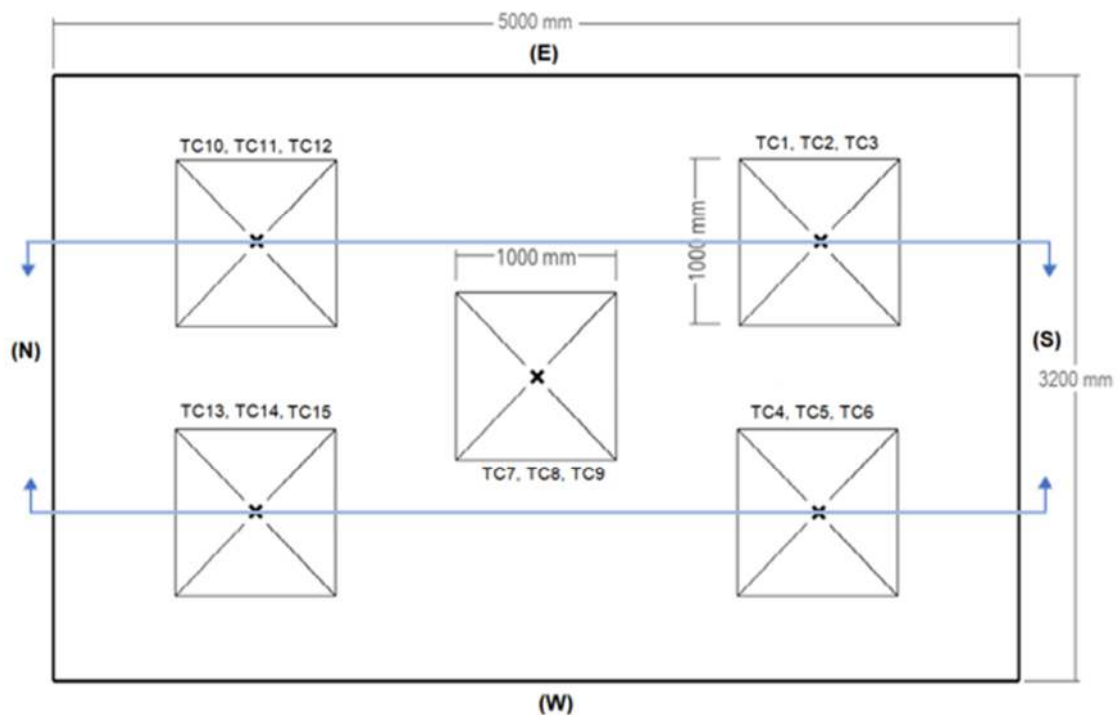 5000 mm
(E)
TC10, TC11, TC12
TC1, TC2, TC3
1000 mm
1000 mm
(N)
(S)
3200 mm
TC13, TC14, TC15
TC4, TC5, TC6
TC7, TC8, TC9
(W)